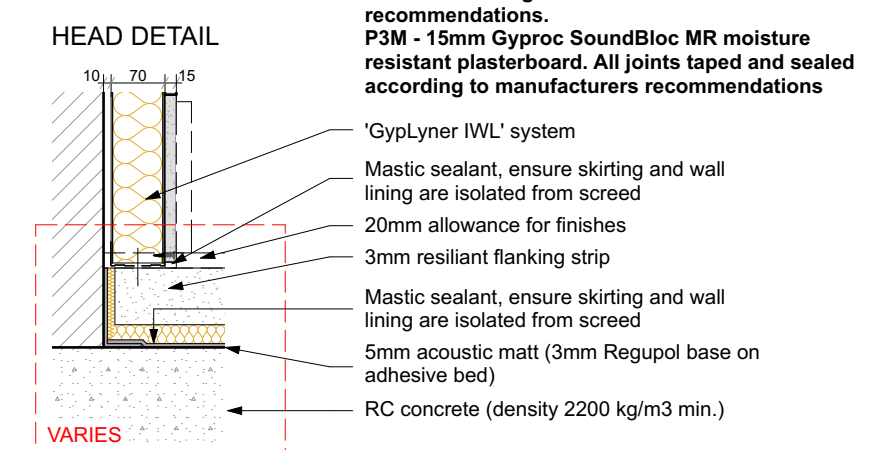 recommendations.
P3M - 15mm Gyproc SoundBloc MR moisture
resistant plasterboard. All joints taped and sealed
according to manufacturers recommendations
HEAD DETAIL
10 70 15
'GypLyner IWL' system
Mastic sealant, ensure skirting and wall
lining are isolated from screed
20mm allowance for finishes
3mm resiliant flanking strip
Mastic sealant, ensure skirting and wall
lining are isolated from screed
5mm acoustic matt (3mm Regupol base on
adhesive bed)
RC concrete (density 2200 kg/m3 min.)
VARIES